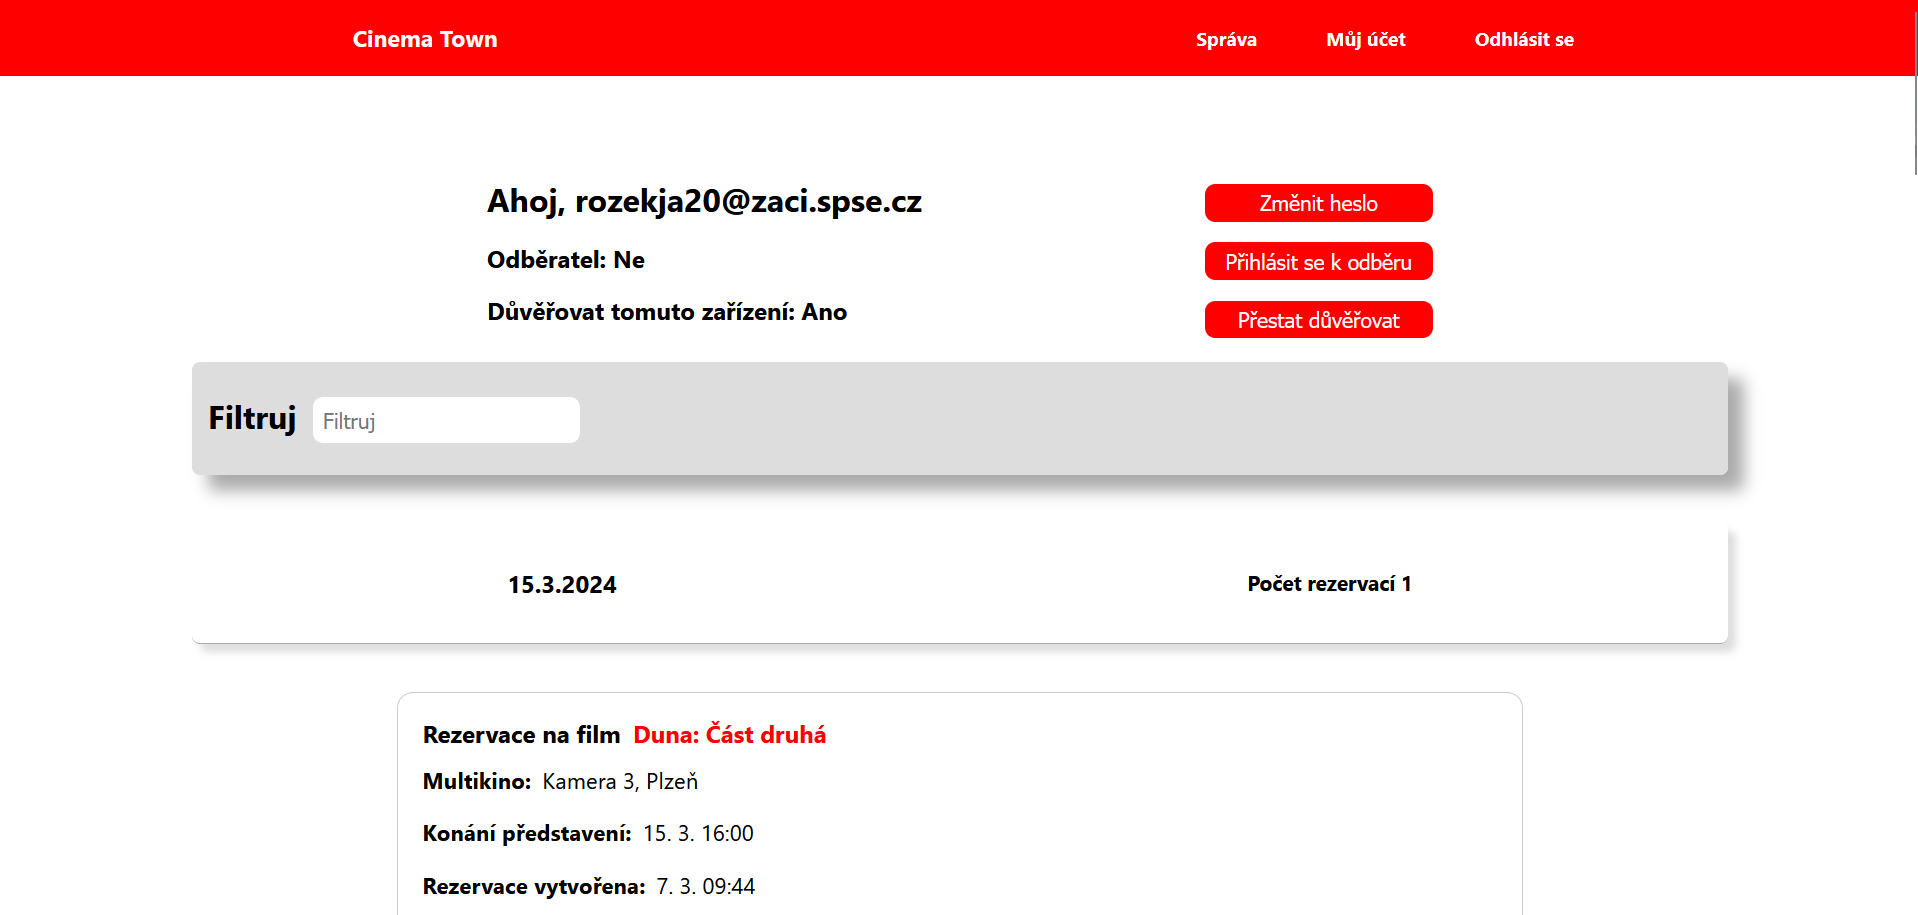 Cinema Town Správa Můj účet Odhlásit se
Ahoj, rozekja20@zaci.spse.cz Změnit heslo
Odběratel: Ne Přihlásit se k odběru
Důvěřovat tomuto zařízení: Ano Přestat důvěřovat
Filtruj Filtruj
15.3.2024 Počet rezervací 1
Rezervace na film Duna: Část druhá
Multikino: Kamera 3, Plzeň
Konání představení: 15. 3. 16:00
Rezervace vytvořena: 7. 3. 09:44